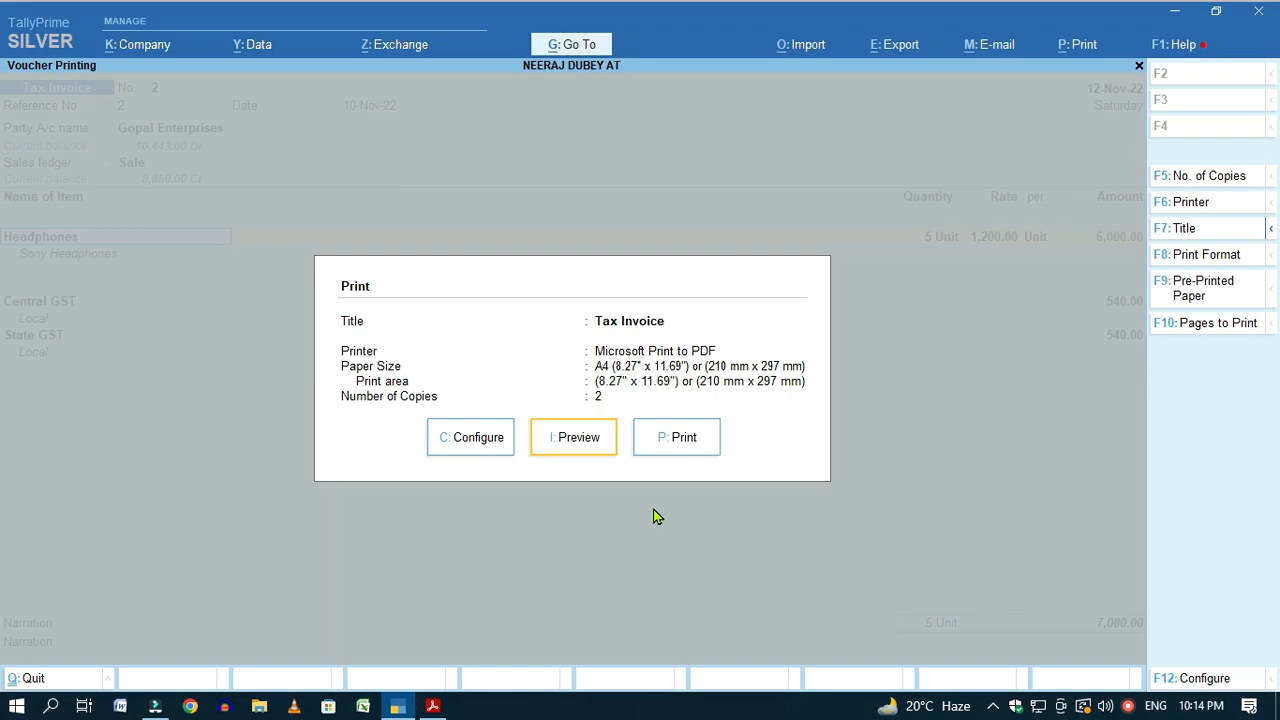 TallyPrime
MANAGE
SILVER
K: Company
Y: Data
Z: Exchange
G: Go To
O: Import
E: Export
M: E-mail
P: Print
F1: Help
Voucher Printing
NEERAJ DUBEY AT
×
F2
Tax Invoice No. 2
12-Nov-22
F3
Reference No : 2 Date : 10-Nov-22
Saturday
F4
Party A/c name : Gopal Enterprises
Current balance : 10,443.00 Dr
Sales ledger : Sale
Current balance : 8,850.00 Cr
F5: No. of Copies
Name of Item
Quantity Rate per Amount
F6: Printer
F7: Title
Headphones
5 Unit 1,200.00 Unit 6,000.00
Sony Headphones
F8: Print Format
F9: Pre-Printed
Paper
Print
Central GST
540.00
Local
Title : Tax Invoice
F10: Pages to Print
State GST
540.00
Local
Printer : Microsoft Print to PDF
Paper Size : A4 (8.27" x 11.69") or (210 mm x 297 mm)
Print area : (8.27" x 11.69") or (210 mm x 297 mm)
Number of Copies : 2
C: Configure
I: Preview
P: Print
Narration
5 Unit 7,080.00
Narration
Q: Quit
F12: Configure
20°C Haze
ENG
10:14 PM